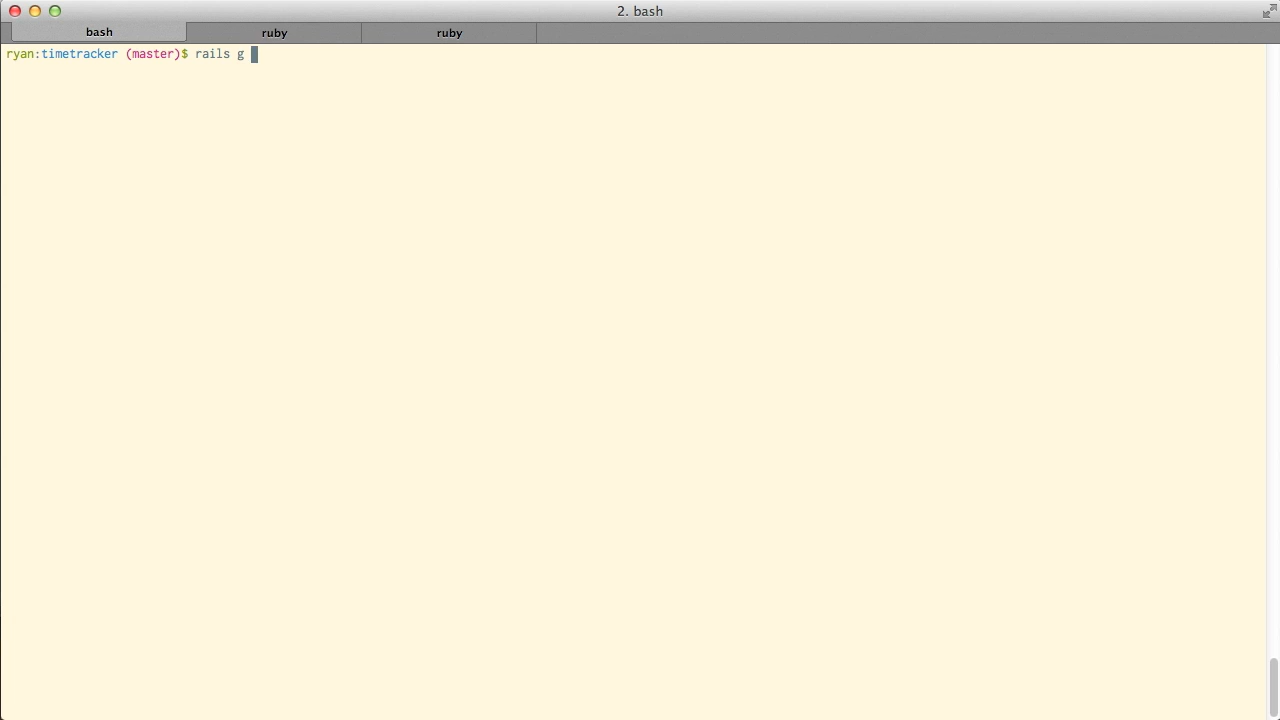 2. bash
bash ruby ruby
ryan:timetracker (master)$ rails g